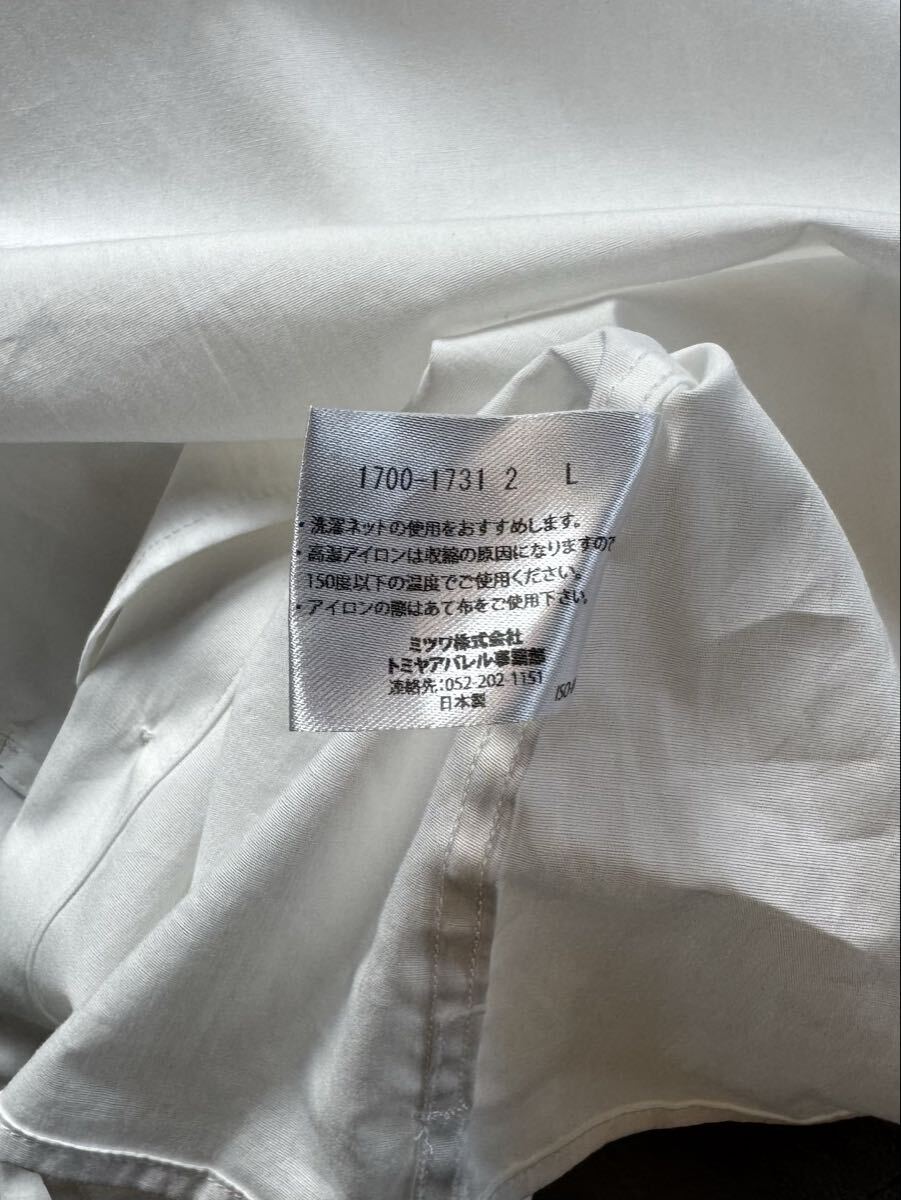 1700-1731 2 L
・洗濯ネットの使用をおすすめします。
・高温アイロンは収縮の原因になりますので
150度以下の温度でご使用ください。
・アイロンの際はあて布をご使用下さい。
ミツワ株式会社
トミヤアパレル事業部
連絡先:052-202 1151
日本製